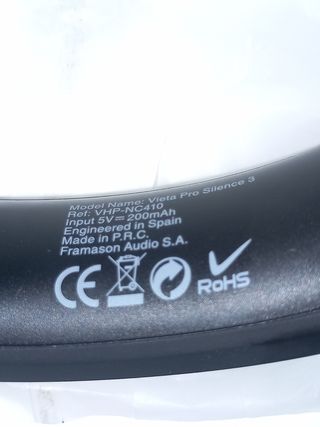 Model Name: Vieta Pro Silence 3
Ref: VHP-NC410
Input 5V⎓200mAh
Engineered in Spain
Made in P.R.C.
Framason Audio S.A.
CE
RoHS